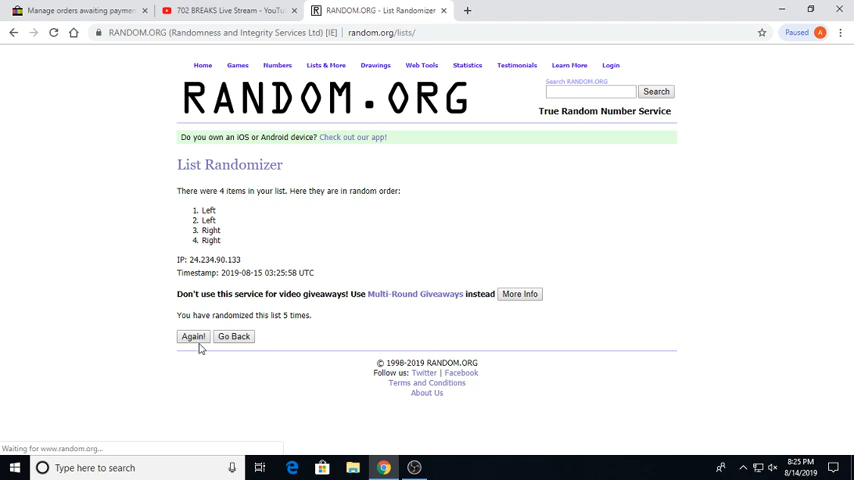 Manage orders awaiting paymen
702 BREAKS Live Stream - YouTu
RANDOM.ORG - List Randomizer
RANDOM.ORG (Randomness and Integrity Services Ltd) [IE] | random.org/lists/
Paused
A
Home Games Numbers Lists & More Drawings Web Tools Statistics Testimonials Learn More Login
RANDOM.ORG
Search RANDOM.ORG
Search
True Random Number Service
Do you own an iOS or Android device? Check out our app!
List Randomizer
There were 4 items in your list. Here they are in random order:
1. Left
2. Left
3. Right
4. Right
IP: 24.234.90.133
Timestamp: 2019-08-15 03:25:58 UTC
Don't use this service for video giveaways! Use Multi-Round Giveaways instead More Info
You have randomized this list 5 times.
Again! Go Back
© 1998-2019 RANDOM.ORG
Follow us: Twitter | Facebook
Terms and Conditions
About Us
Waiting for www.random.org...
Type here to search
8:25 PM
8/14/2019